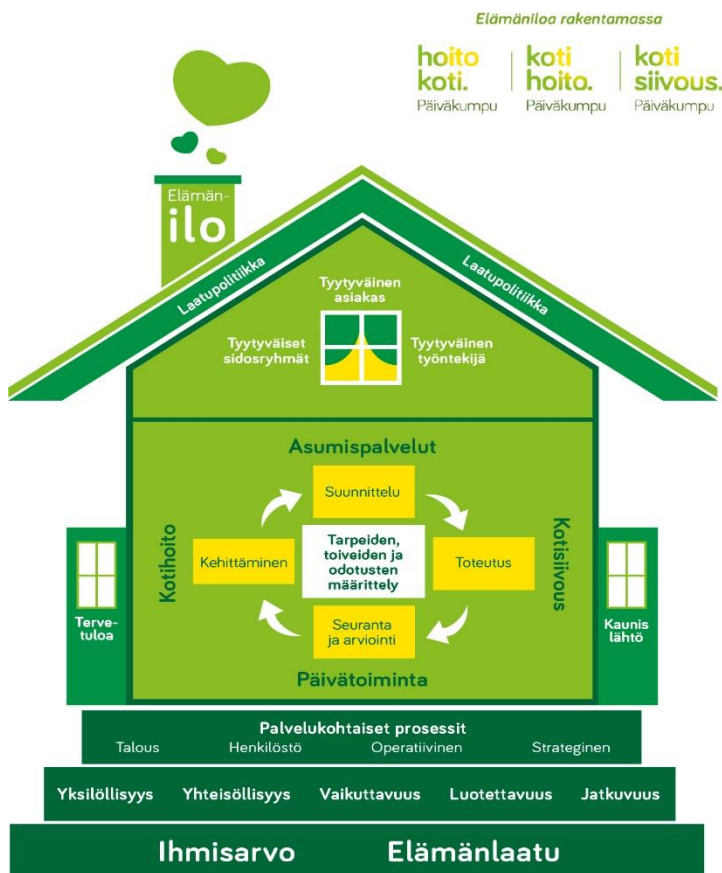 Elämäniloa rakentamassa
hoito
koti.
Päiväkumpu
koti
hoito.
Päiväkumpu
koti
siivous.
Päiväkumpu
Elämän-
ilo
Laatupolitiikka
Laatupolitiikka
Tyytyväinen
asiakas
Tyytyväiset
sidosryhmät
Tyytyväinen
työntekijä
Asumispalvelut
Suunnittelu
Kotihoito
Kehittäminen
Tarpeiden,
toiveiden ja
odotusten
määrittely
Toteutus
Kotisiivous
Seuranta
ja arviointi
Päivätoiminta
Terve-
tuloa
Kaunis
lähtö
Palvelukohtaiset prosessit
Talous Henkilöstö Operatiivinen Strateginen
Yksilöllisyys Yhteisöllisyys Vaikuttavuus Luotettavuus Jatkuvuus
Ihmisarvo Elämänlaatu